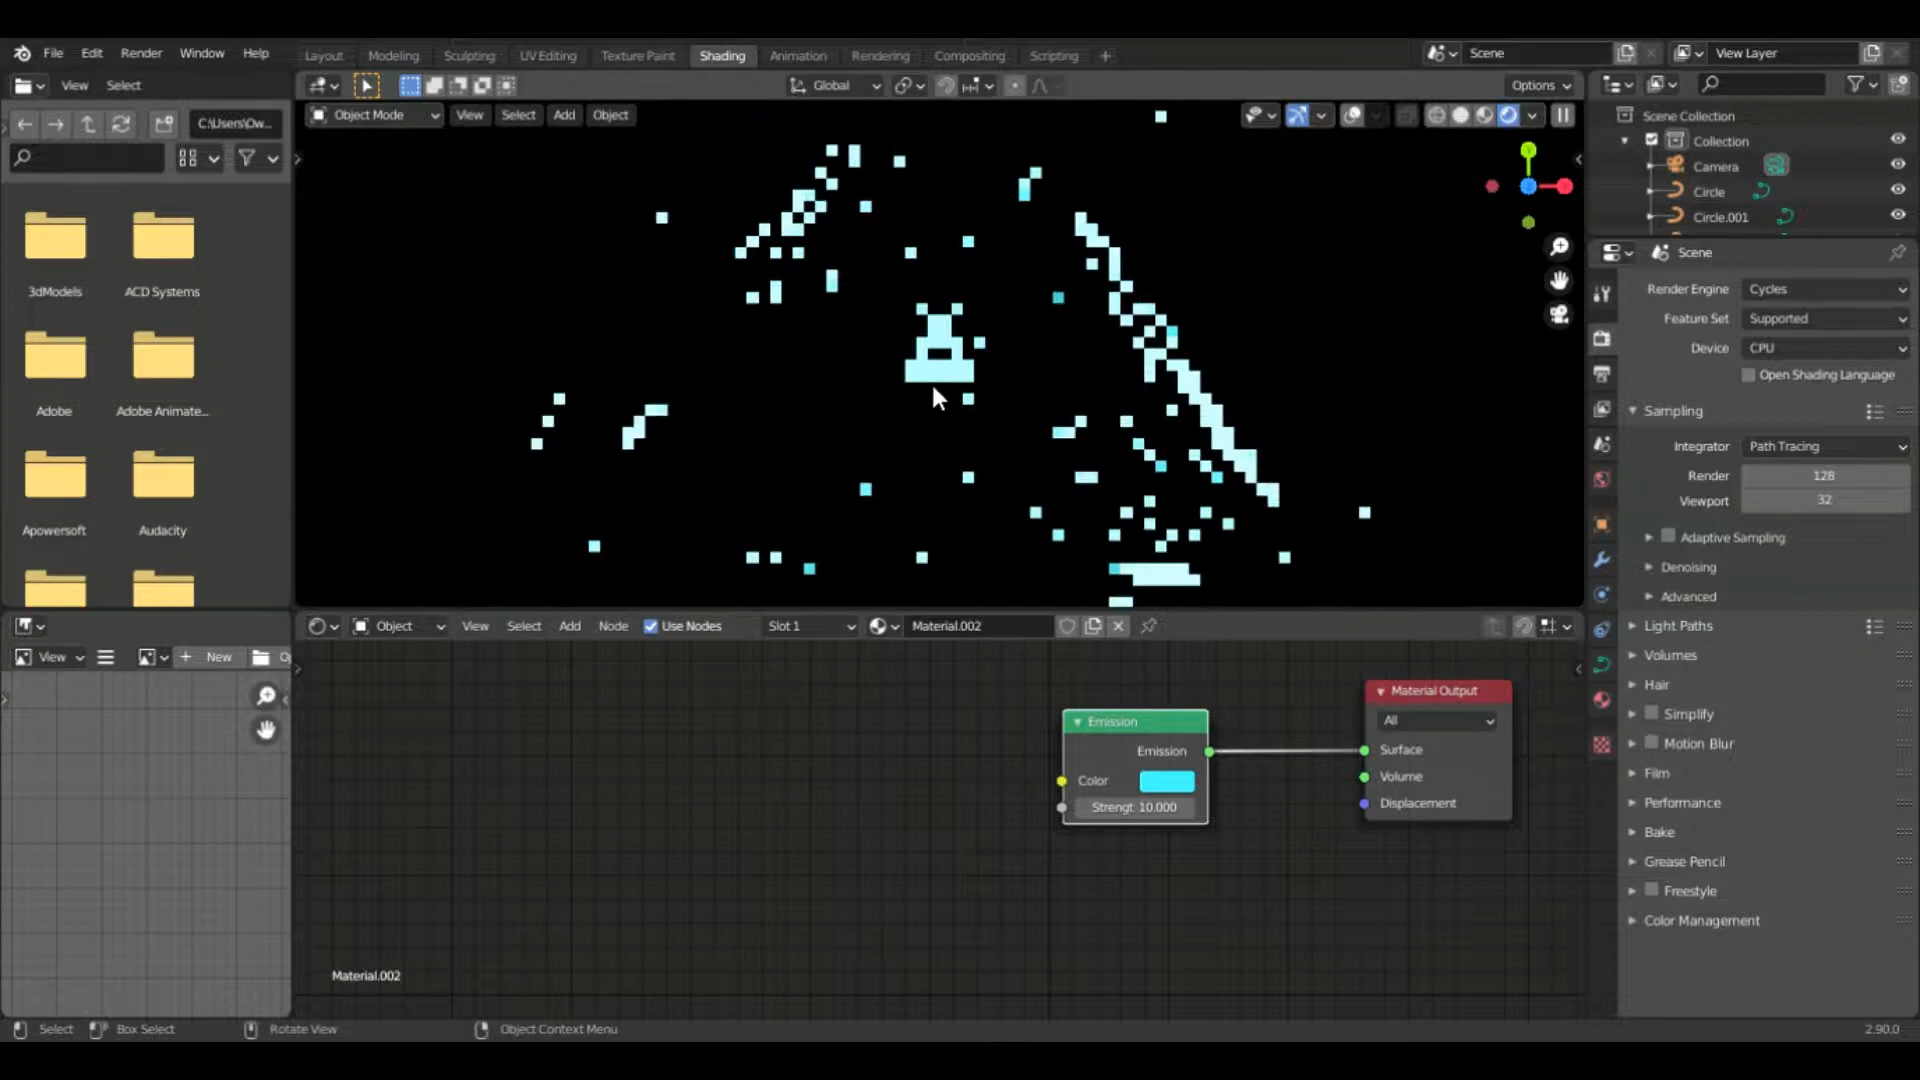 File Edit Render Window Help Layout Modeling Sculpting UV Editing Texture Paint Shading Animation Rendering Compositing Scripting + Scene View Layer
View Select Global Options
C:\Users\Ow... Object Mode View Select Add Object
Scene Collection
Collection
Camera
Circle
Circle.001
3dModels ACD Systems
Adobe Adobe Animate...
Apowersoft Audacity
Scene
Render Engine Cycles
Feature Set Supported
Device CPU
Open Shading Language
Sampling
Integrator Path Tracing
Render 128
Viewport 32
Adaptive Sampling
Denoising
Advanced
Light Paths
Volumes
Hair
Simplify
Motion Blur
Film
Performance
Bake
Grease Pencil
Freestyle
Color Management
Object View Select Add Node Use Nodes Slot 1 Material.002
View + New
Emission
Emission
Color
Strengt 10.000
Material Output
All
Surface
Volume
Displacement
Material.002
Select Box Select Rotate View Object Context Menu 2.90.0